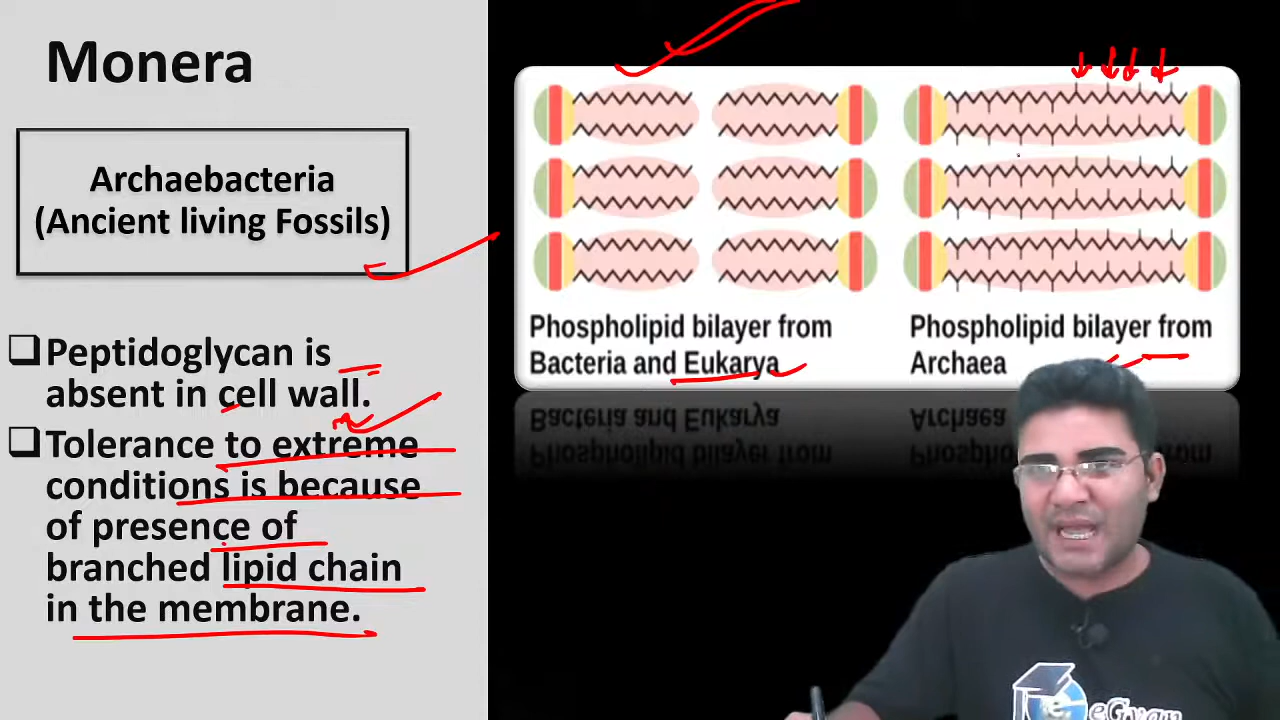 Monera
Archaebacteria
(Ancient living Fossils)
Peptidoglycan is
absent in cell wall.
Tolerance to extreme
conditions is because
of presence of
branched lipid chain
in the membrane.
Phospholipid bilayer from
Bacteria and Eukarya
Phospholipid bilayer from
Archaea
eGyan